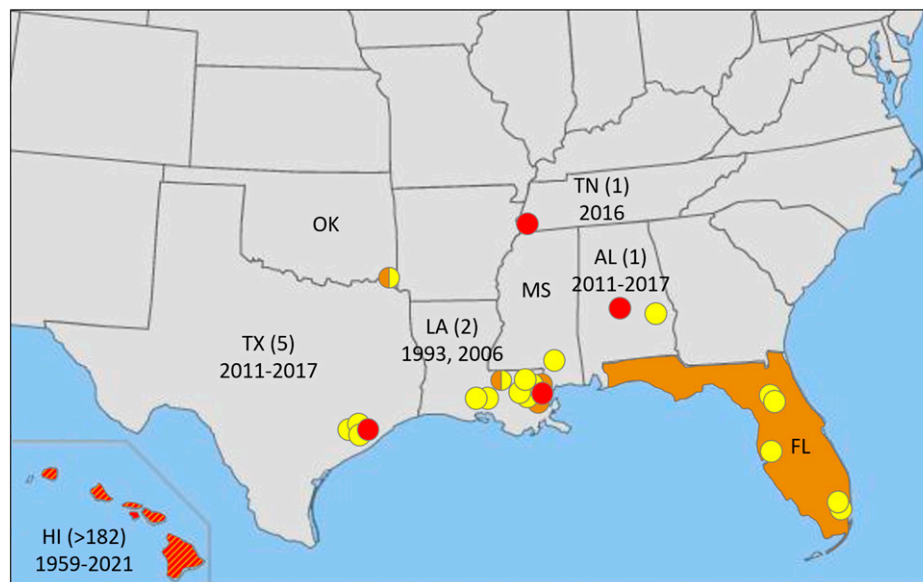 TN (1)
2016
OK
AL (1)
2011-2017
MS
LA (2)
1993, 2006
TX (5)
2011-2017
FL
HI (>182)
1959-2021